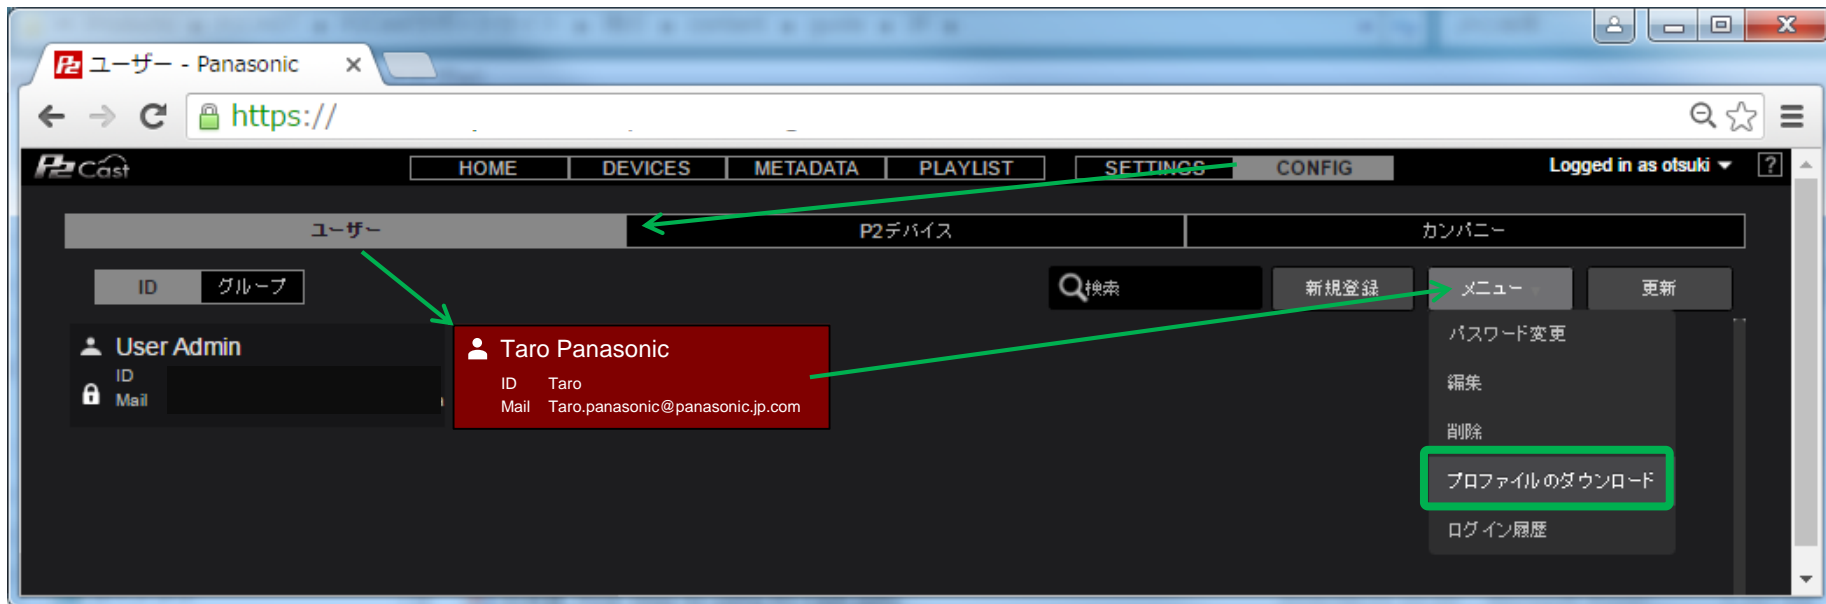 ユーザー - Panasonic
https://
P2 Cast
HOME DEVICES METADATA PLAYLIST SETTINGS CONFIG Logged in as otsuki ?
ユーザー P2デバイス カンパニー
ID グループ 検索 新規登録 メニュー 更新
User Admin
ID
Mail
Taro Panasonic
ID Taro
Mail Taro.panasonic@panasonic.jp.com
パスワード変更
編集
削除
プロファイルのダウンロード
ログイン履歴